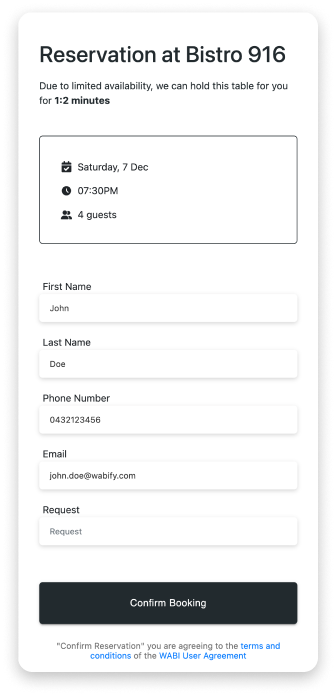 Reservation at Bistro 916
Due to limited availability, we can hold this table for you
for 1:2 minutes
Saturday, 7 Dec
07:30PM
4 guests
First Name
John
Last Name
Doe
Phone Number
0432123456
Email
john.doe@wabify.com
Request
Request
Confirm Booking
"Confirm Reservation" you are agreeing to the terms and
conditions of the WABI User Agreement